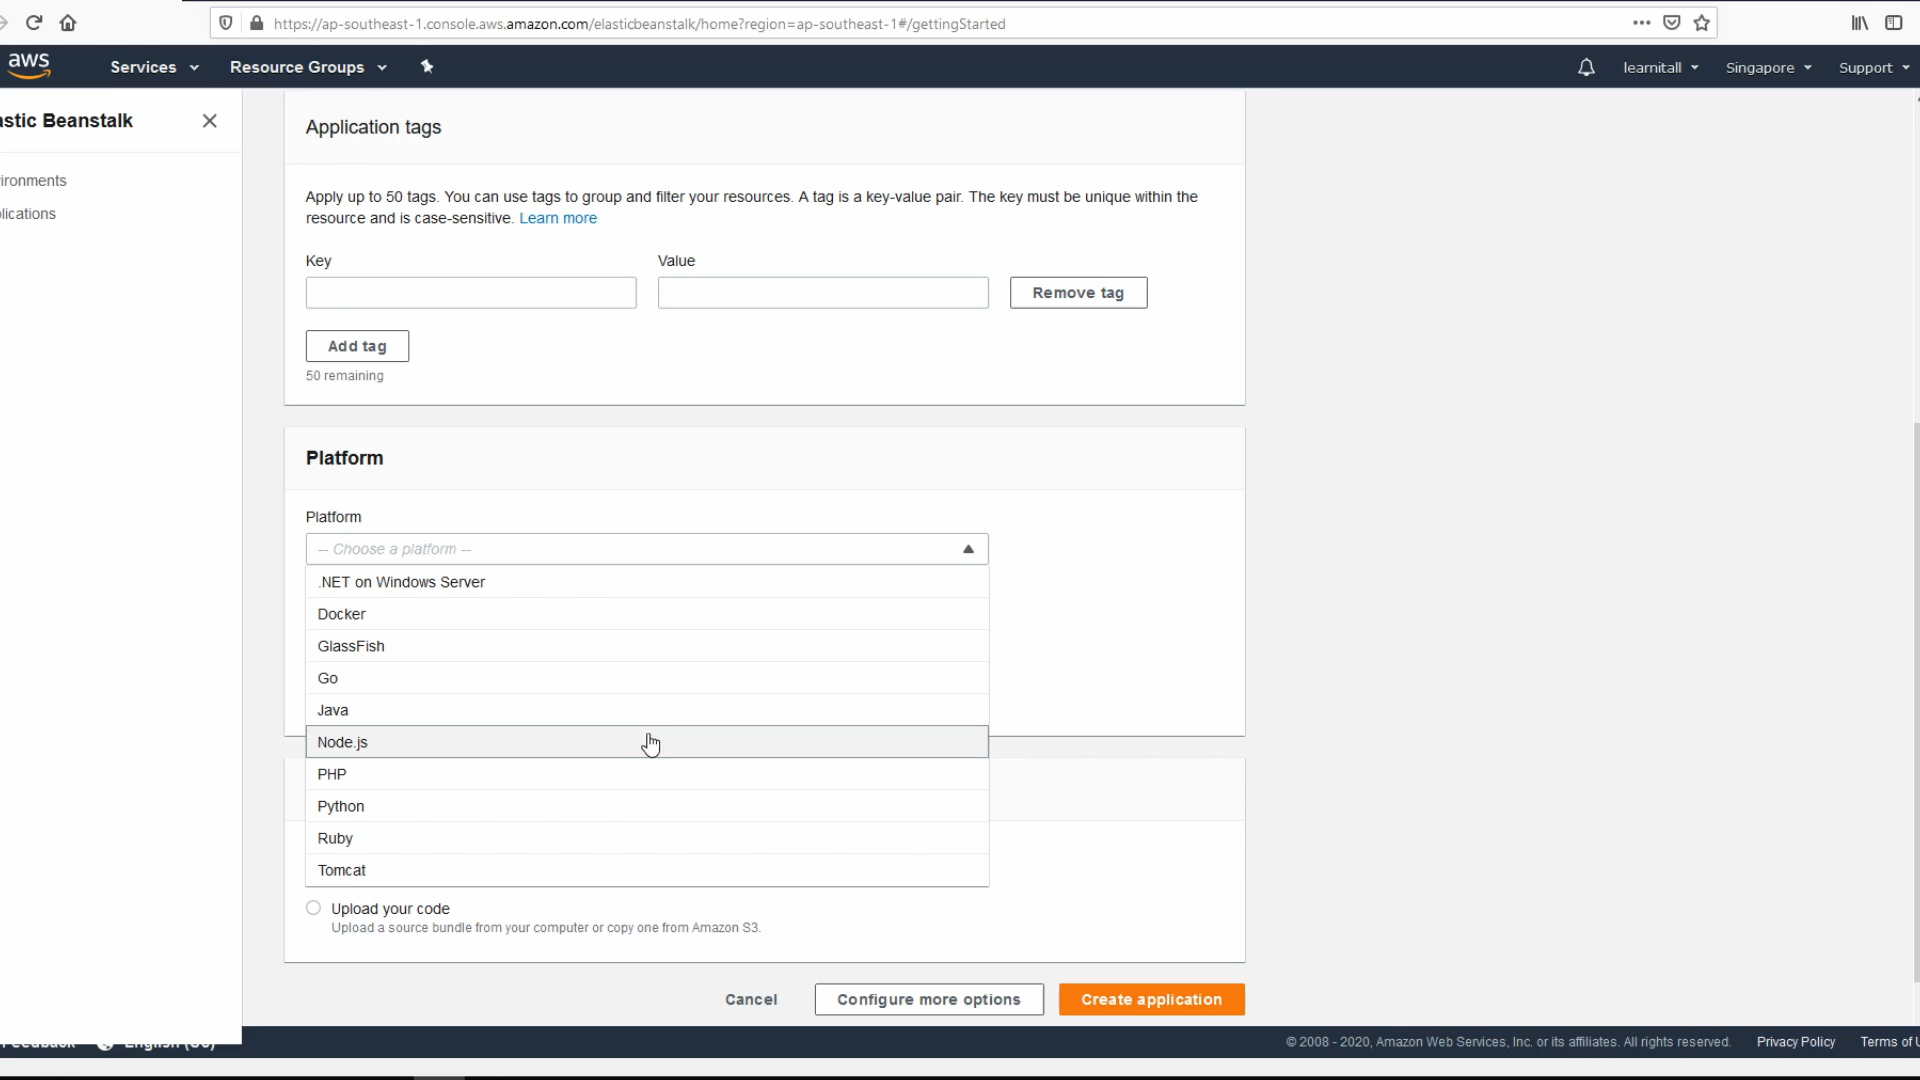 https://ap-southeast-1.console.aws.amazon.com/elasticbeanstalk/home?region=ap-southeast-1#/gettingStarted
aws
Services
Resource Groups
learnitall
Singapore
Support
astic Beanstalk
ironments
lications
Application tags
Apply up to 50 tags. You can use tags to group and filter your resources. A tag is a key-value pair. The key must be unique within the
resource and is case-sensitive. Learn more
Key
Value
Remove tag
Add tag
50 remaining
Platform
Platform
-- Choose a platform --
.NET on Windows Server
Docker
GlassFish
Go
Java
Node.js
PHP
Python
Ruby
Tomcat
Upload your code
Upload a source bundle from your computer or copy one from Amazon S3.
Cancel
Configure more options
Create application
Feedback
English (US)
© 2008 - 2020, Amazon Web Services, Inc. or its affiliates. All rights reserved.
Privacy Policy
Terms of U